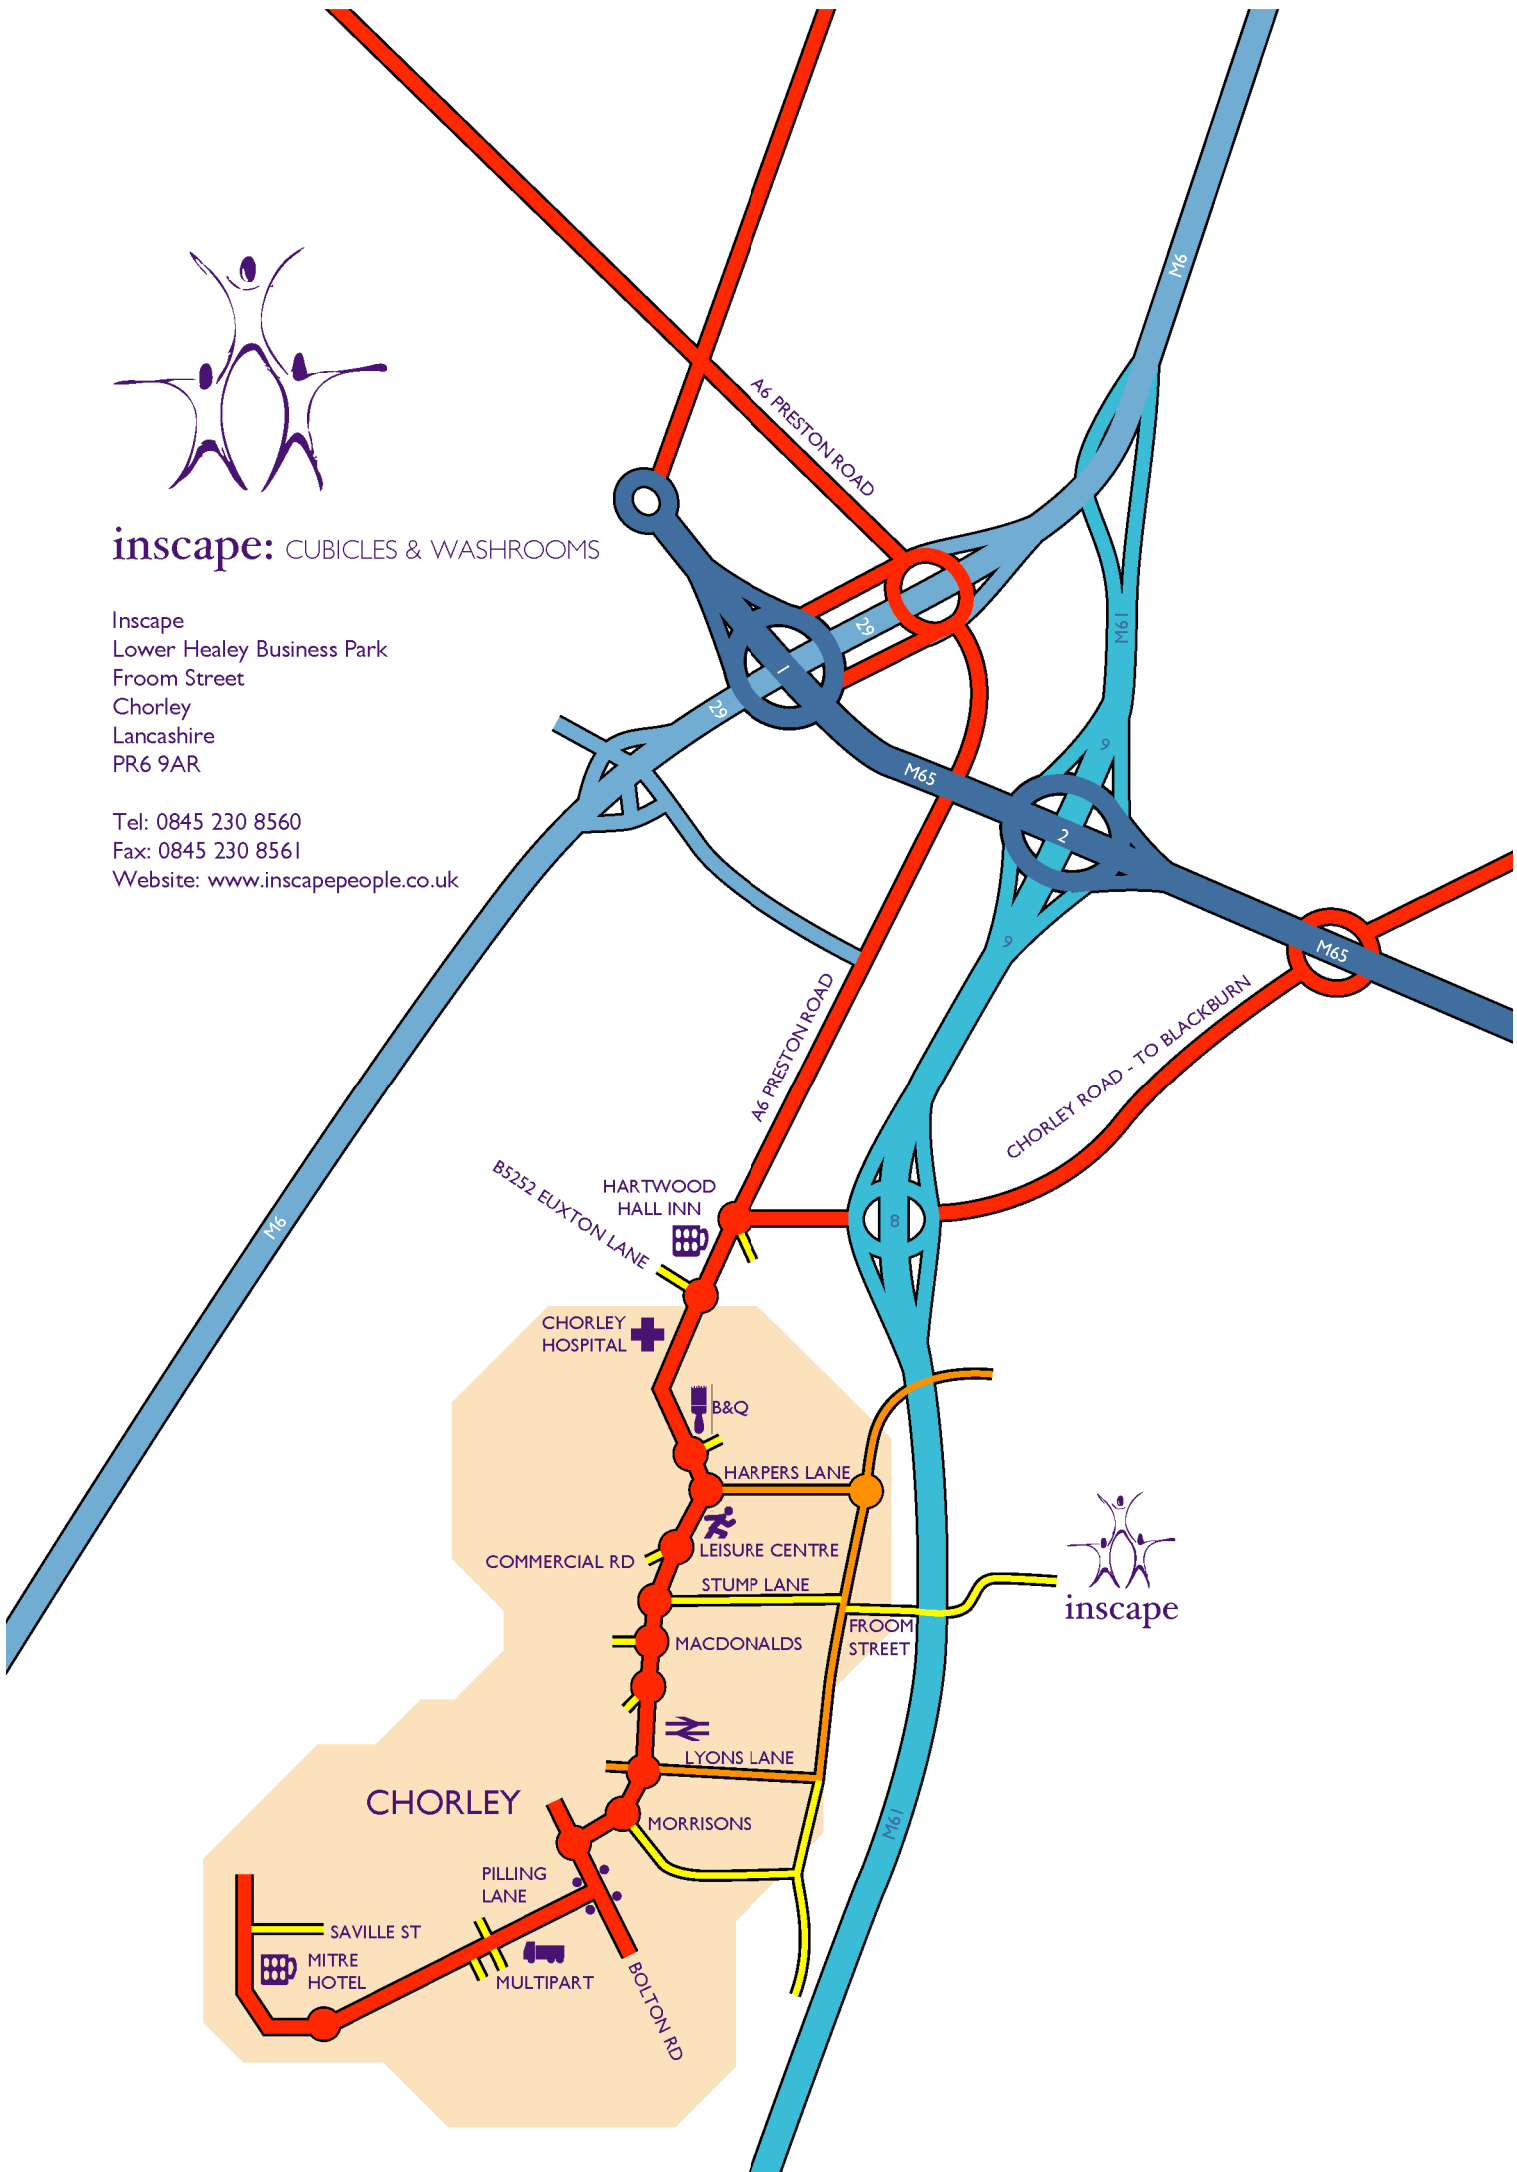 M6
A6 PRESTON ROAD
inscape: CUBICLES & WASHROOMS
Inscape
Lower Healey Business Park
Froom Street
Chorley
Lancashire
PR6 9AR
Tel: 0845 230 8560
Fax: 0845 230 8561
Website: www.inscapepeople.co.uk
29
M61
1
29
9
M65
2
9
M65
A6 PRESTON ROAD
CHORLEY ROAD - TO BLACKBURN
M6
B5252 EUXTON LANE
HARTWOOD
HALL INN
8
CHORLEY
HOSPITAL
B&Q
HARPERS LANE
LEISURE CENTRE
COMMERCIAL RD
STUMP LANE
inscape
FROOM
STREET
MACDONALDS
LYONS LANE
CHORLEY
MORRISONS
M61
PILLING
LANE
SAVILLE ST
MITRE
HOTEL
MULTIPART
BOLTON RD